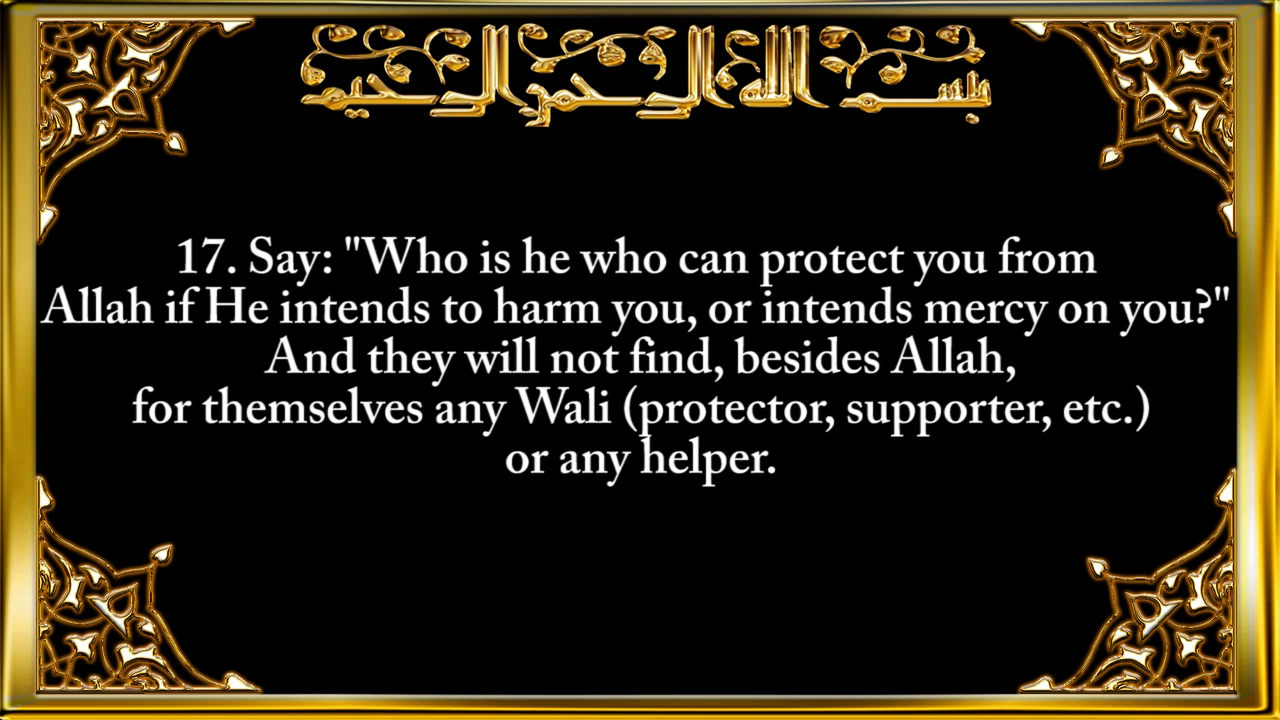 بسم الله الرحمن الرحيم
17. Say: "Who is he who can protect you from
Allah if He intends to harm you, or intends mercy on you?"
And they will not find, besides Allah,
for themselves any Wali (protector, supporter, etc.)
or any helper.